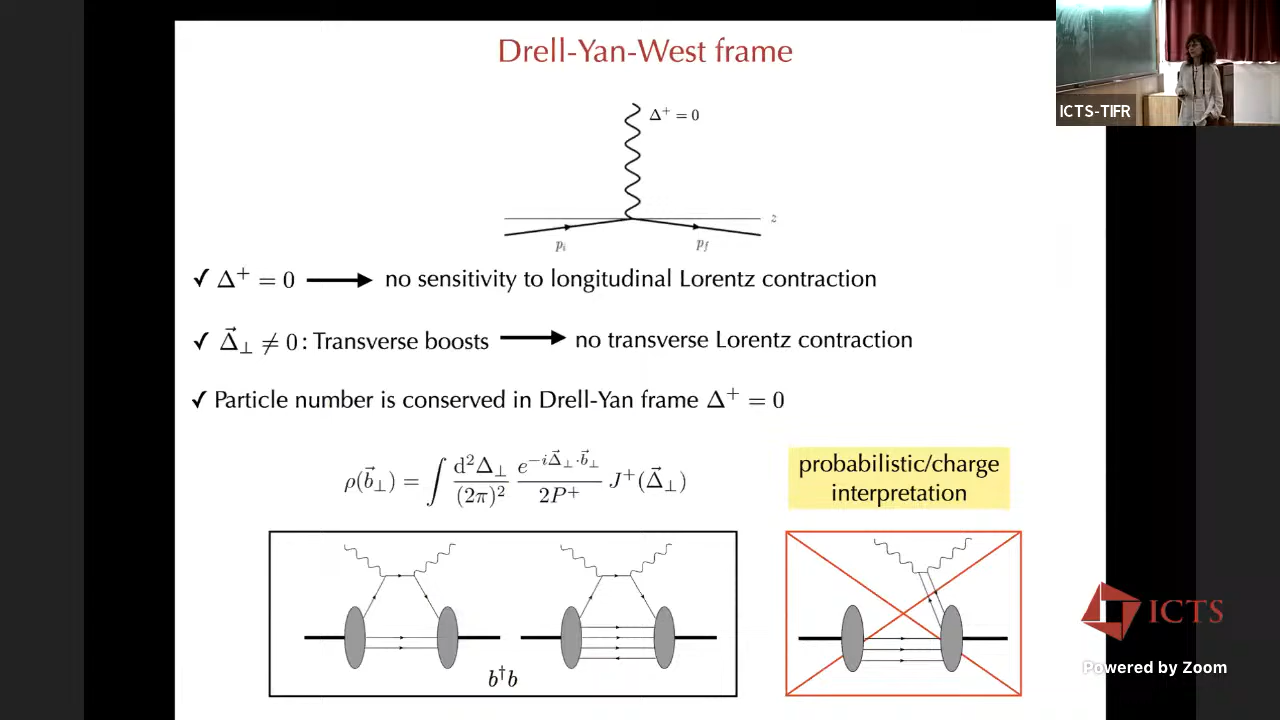 Drell-Yan-West frame
Δ⁺ = 0
z
p_i
p_f
✓ Δ⁺ = 0 → no sensitivity to longitudinal Lorentz contraction
✓ Δ⃗_⊥ ≠ 0 : Transverse boosts → no transverse Lorentz contraction
✓ Particle number is conserved in Drell-Yan frame Δ⁺ = 0
ρ(b⃗_⊥) = ∫ d²Δ_⊥/(2π)² e^{−iΔ⃗_⊥·b⃗_⊥}/2P⁺ J⁺(Δ⃗_⊥)
probabilistic/charge
interpretation
b†b
ICTS-TIFR
ICTS
Powered by Zoom